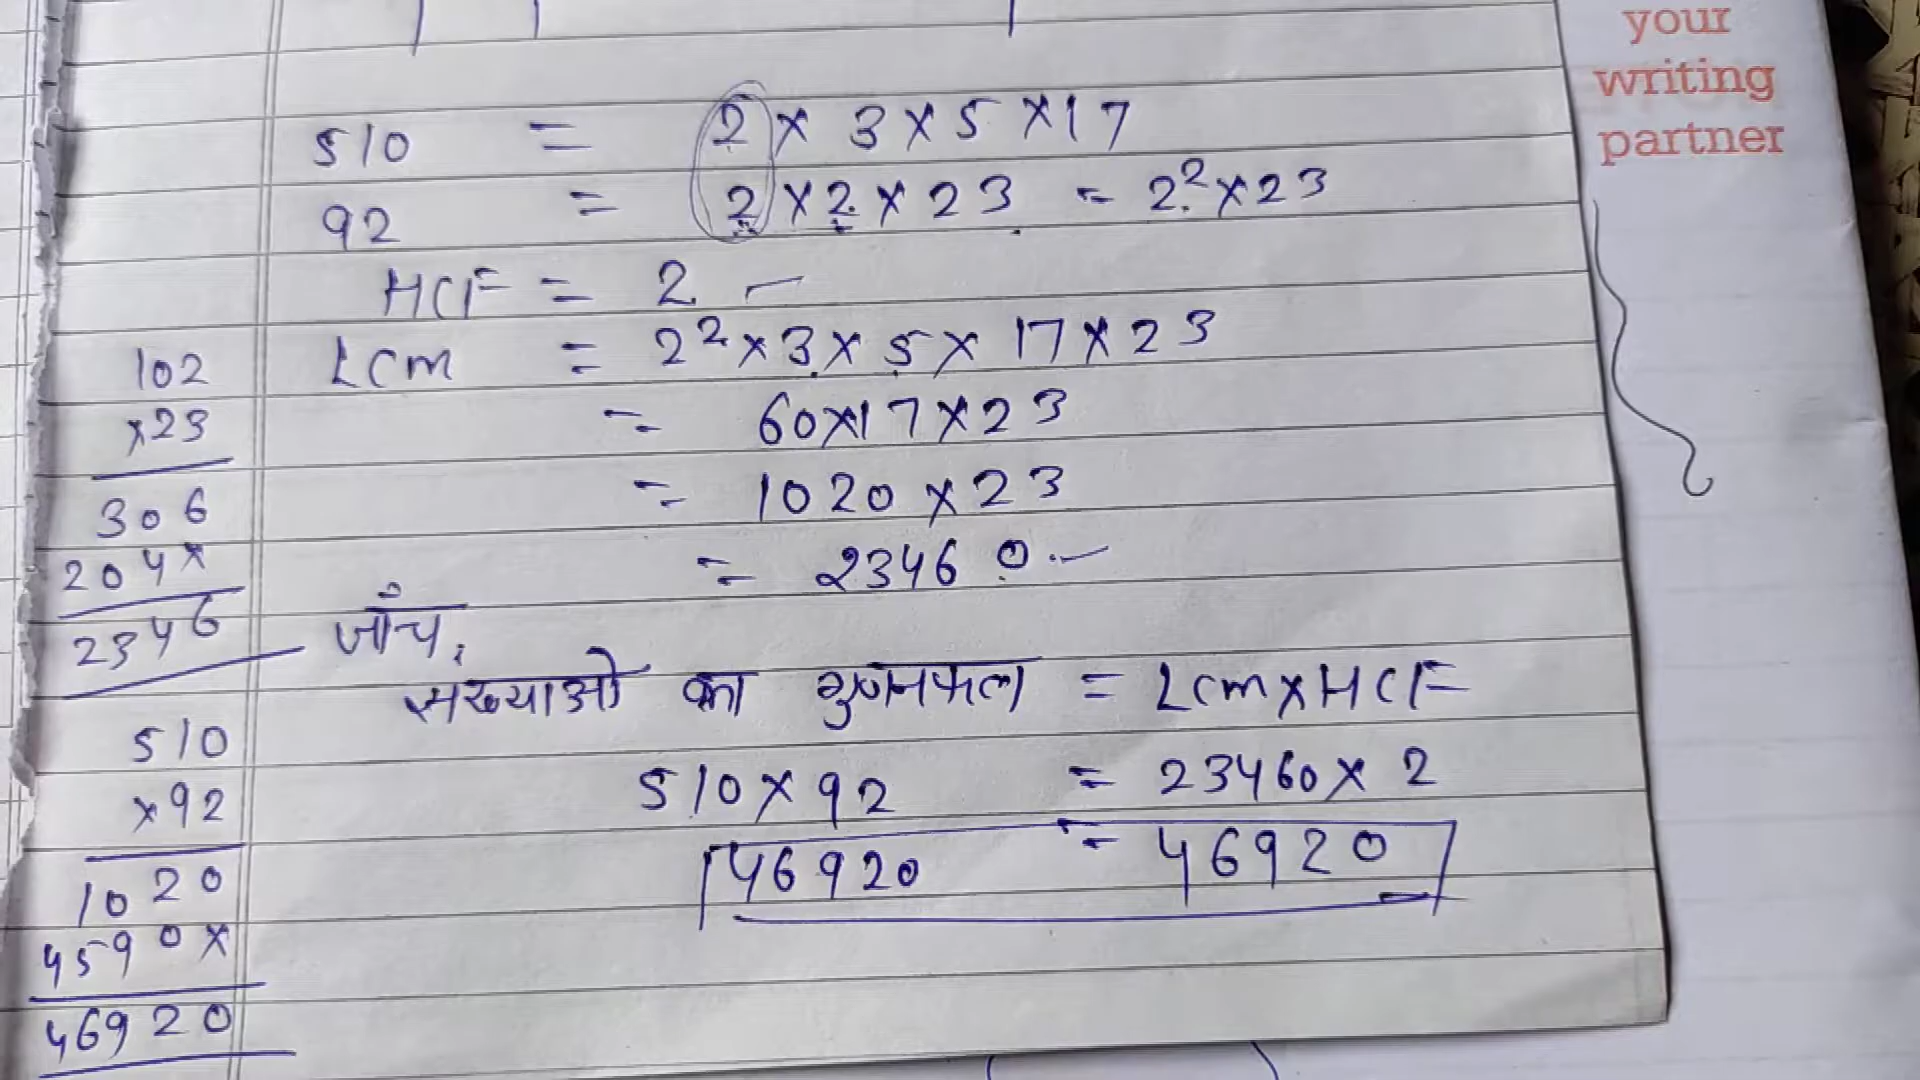 your
writing
partner
510 = 2 × 3 × 5 × 17
92 = 2 × 2 × 23 = 2² × 23
HCF = 2
LCM = 2² × 3 × 5 × 17 × 23
= 60 × 17 × 23
= 1020 × 23
= 23460
जाँच,
संख्याओं का गुणनफल = LCM × HCF
510 × 92 = 23460 × 2
46920 = 46920
102
×23
306
204×
2346
510
×92
1020
4590×
46920